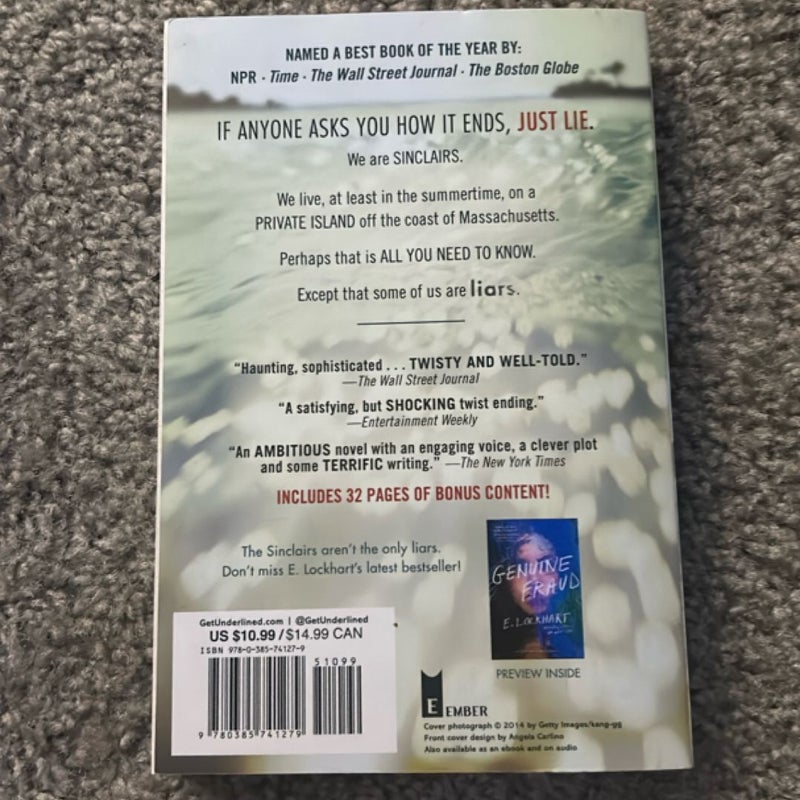 NAMED A BEST BOOK OF THE YEAR BY:
NPR · Time · The Wall Street Journal · The Boston Globe
IF ANYONE ASKS YOU HOW IT ENDS, JUST LIE.
We are SINCLAIRS.
We live, at least in the summertime, on a
PRIVATE ISLAND off the coast of Massachusetts.
Perhaps that is ALL YOU NEED TO KNOW.
Except that some of us are liars.
“Haunting, sophisticated . . . TWISTY AND WELL-TOLD.”
—The Wall Street Journal
“A satisfying, but SHOCKING twist ending.”
—Entertainment Weekly
“An AMBITIOUS novel with an engaging voice, a clever plot
and some TERRIFIC writing.” —The New York Times
INCLUDES 32 PAGES OF BONUS CONTENT!
The Sinclairs aren’t the only liars.
Don’t miss E. Lockhart’s latest bestseller!
GENUINE
FRAUD
E. LOCKHART
PREVIEW INSIDE
GetUnderlined.com | @GetUnderlined
US $10.99 / $14.99 CAN
ISBN 978-0-385-74127-9
51099
9 780385 741279
E EMBER
Cover photograph © 2014 by Getty Images/kang-gg
Front cover design by Angela Carlino
Also available as an ebook and on audio